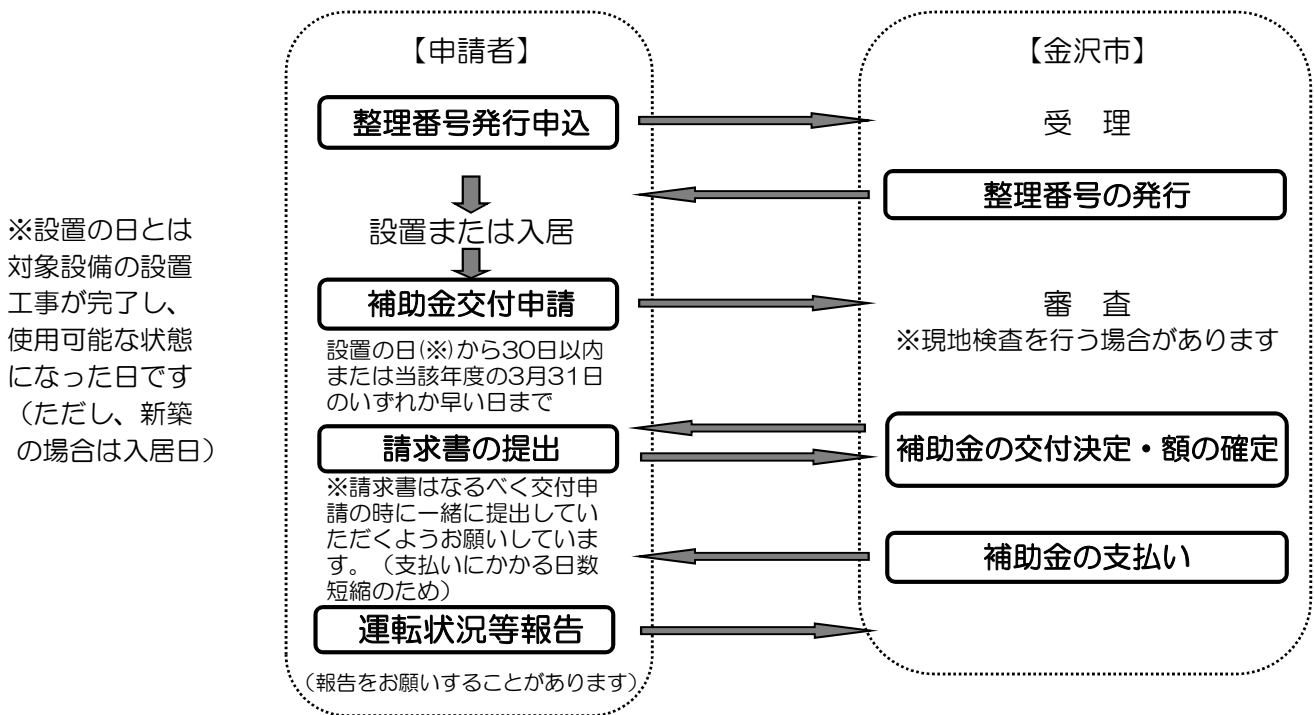 【申請者】
【金沢市】
整理番号発行申込
受　理
整理番号の発行
設置または入居
※設置の日とは
対象設備の設置
工事が完了し、
使用可能な状態
になった日です
（ただし、新築
の場合は入居日）
補助金交付申請
審　査
※現地検査を行う場合があります
設置の日(※)から30日以内
または当該年度の3月31日
のいずれか早い日まで
請求書の提出
補助金の交付決定・額の確定
※請求書はなるべく交付申
請の時に一緒に提出してい
ただくようお願いしていま
す。（支払いにかかる日数
短縮のため）
補助金の支払い
運転状況等報告
（報告をお願いすることがあります）